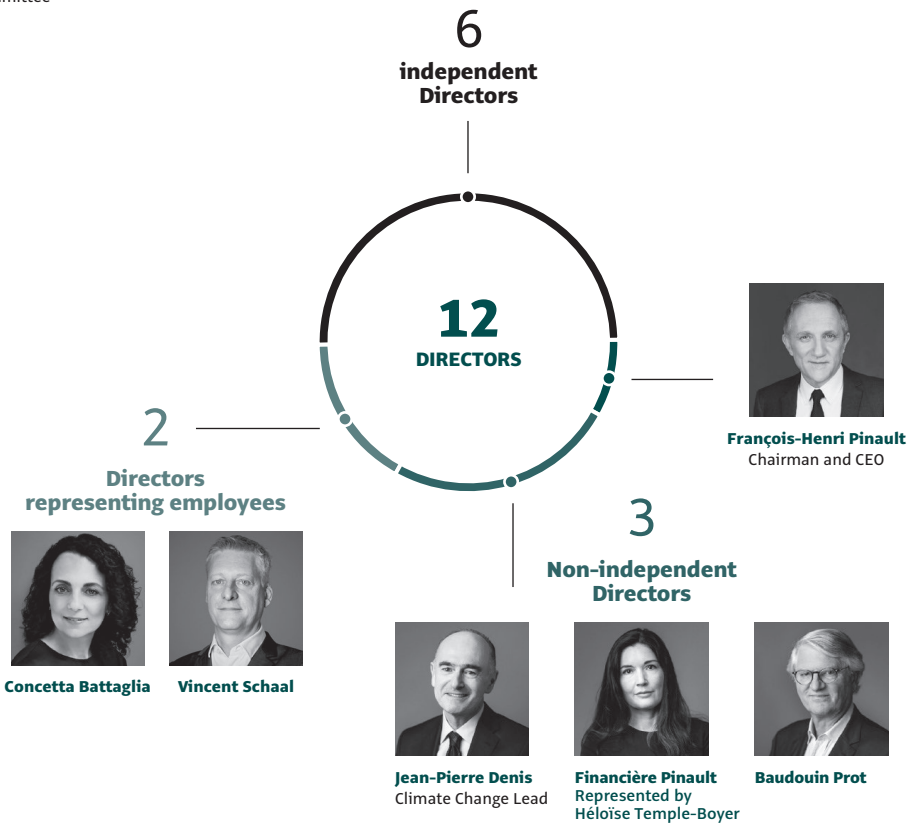 6
independent
Directors
12
DIRECTORS
François-Henri Pinault
Chairman and CEO
2
Directors
representing employees
Concetta Battaglia
Vincent Schaal
3
Non-independent
Directors
Jean-Pierre Denis
Climate Change Lead
Financière Pinault
Represented by
Héloïse Temple-Boyer
Baudouin Prot